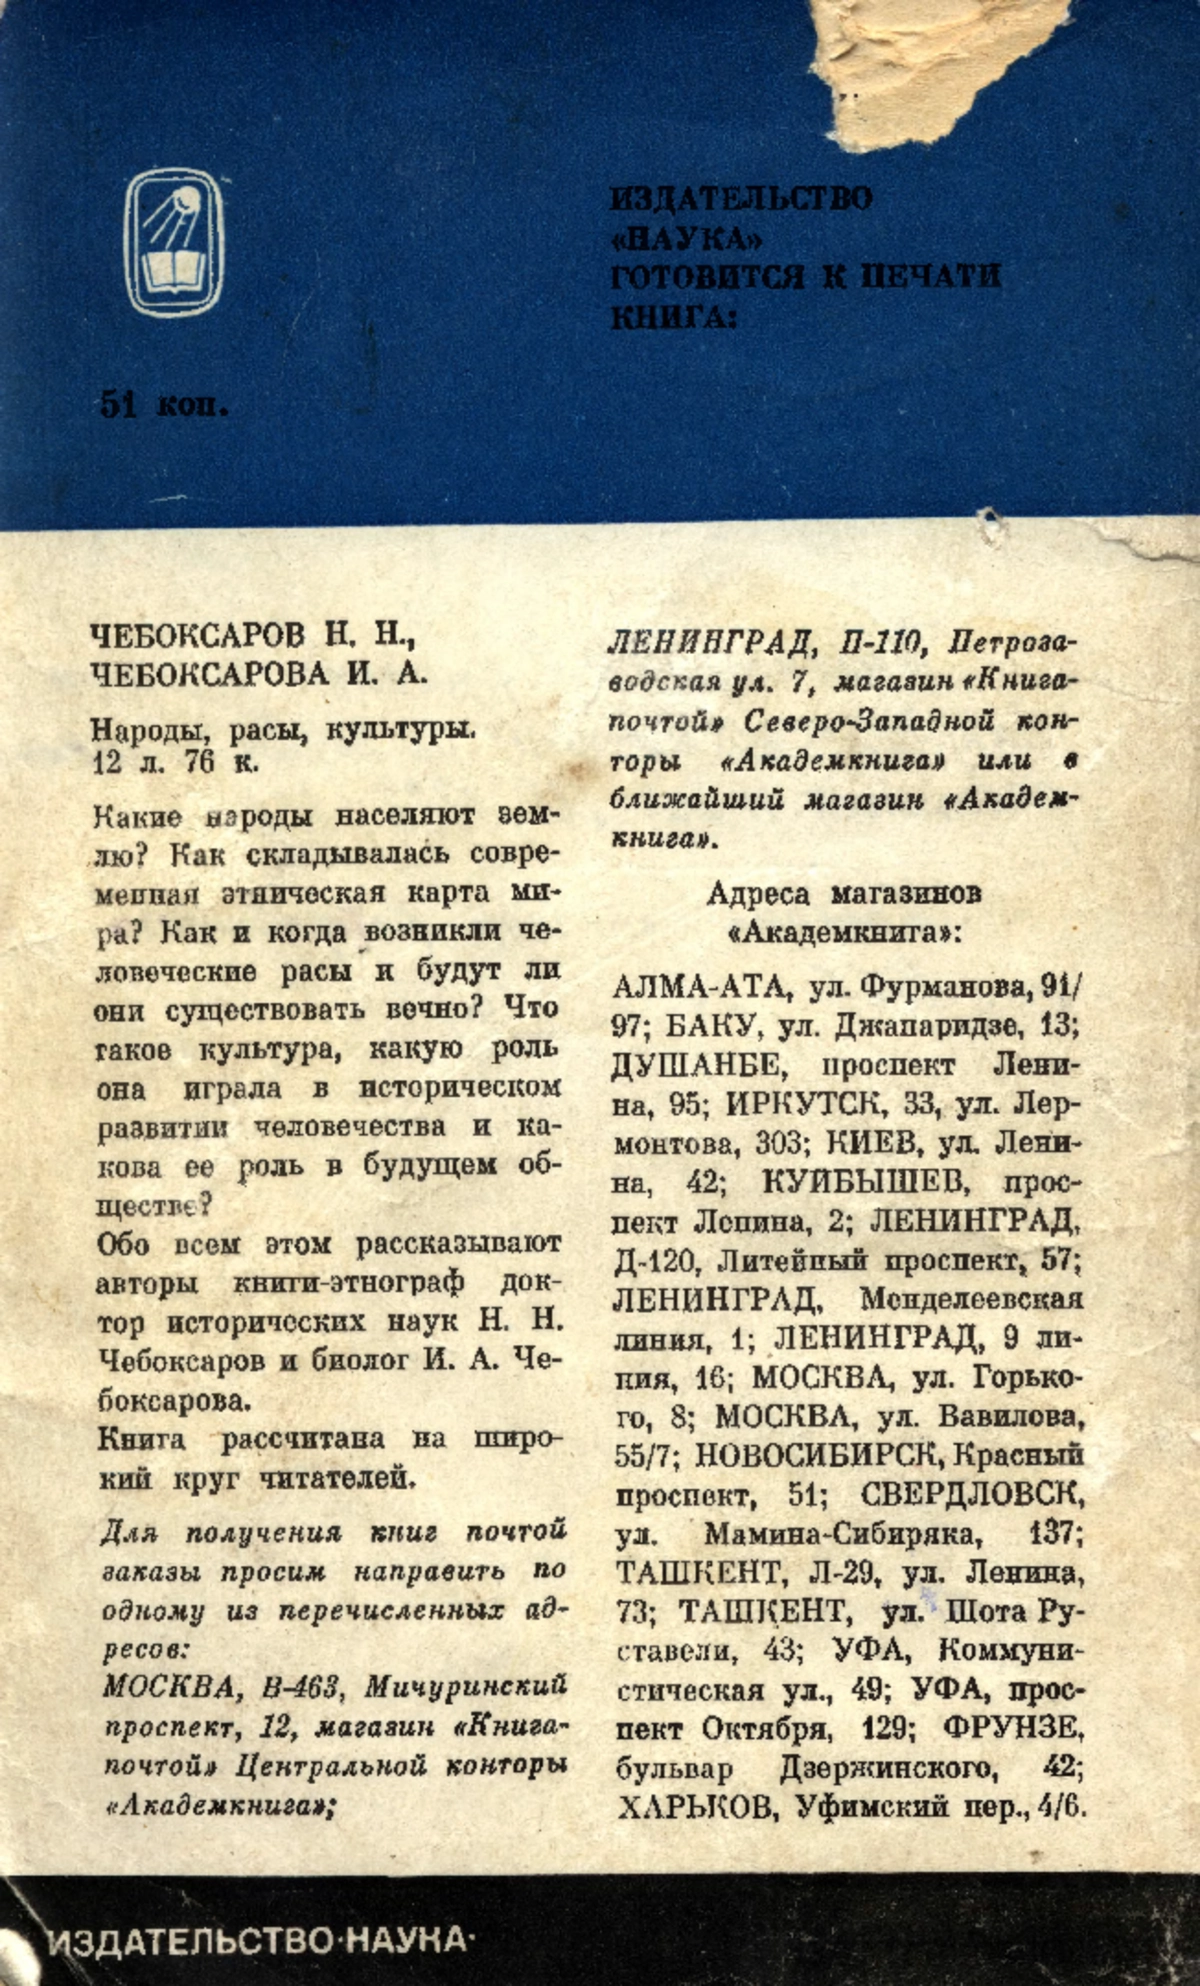 ИЗДАТЕЛЬСТВО
«НАУКА»
ГОТОВИТСЯ К ПЕЧАТИ
КНИГА:
51 коп.
ЧЕБОКСАРОВ Н. Н.,
ЧЕБОКСАРОВА И. А.
Народы, расы, культуры.
12 л. 76 к.
Какие народы населяют зем-
лю? Как складывалась совре-
менная этническая карта ми-
ра? Как и когда возникли че-
ловеческие расы и будут ли
они существовать вечно? Что
такое культура, какую роль
она играла в историческом
развитии человечества и ка-
кова ее роль в будущем об-
ществе?
Обо всем этом рассказывают
авторы книги-этнограф док-
тор исторических наук Н. Н.
Чебоксаров и биолог И. А. Че-
боксарова.
Книга рассчитана на широ-
кий круг читателей.
Для получения книг почтой
заказы просим направить по
одному из перечисленных ад-
ресов:
МОСКВА, В-463, Мичуринский
проспект, 12, магазин «Книга-
почтой» Центральной конторы
«Академкнига»;
ЛЕНИНГРАД, П-110, Петроза-
водская ул. 7, магазин «Книга-
почтой» Северо-Западной кон-
торы «Академкнига» или в
ближайший магазин «Академ-
книга».
Адреса магазинов
«Академкнига»:
АЛМА-АТА, ул. Фурманова, 91/
97; БАКУ, ул. Джапаридзе, 13;
ДУШАНБЕ, проспект Лени-
на, 95; ИРКУТСК, 33, ул. Лер-
монтова, 303; КИЕВ, ул. Лени-
на, 42; КУЙБЫШЕВ, прос-
пект Ленина, 2; ЛЕНИНГРАД,
Д-120, Литейный проспект, 57;
ЛЕНИНГРАД, Менделеевская
линия, 1; ЛЕНИНГРАД, 9 ли-
ния, 16; МОСКВА, ул. Горько-
го, 8; МОСКВА, ул. Вавилова,
55/7; НОВОСИБИРСК, Красный
проспект, 51; СВЕРДЛОВСК,
ул. Мамина-Сибиряка, 137;
ТАШКЕНТ, Л-29, ул. Ленина,
73; ТАШКЕНТ, ул. Шота Ру-
ставели, 43; УФА, Коммуни-
стическая ул., 49; УФА, прос-
пект Октября, 129; ФРУНЗЕ,
бульвар Дзержинского, 42;
ХАРЬКОВ, Уфимский пер., 4/6.
ИЗДАТЕЛЬСТВО·НАУКА·